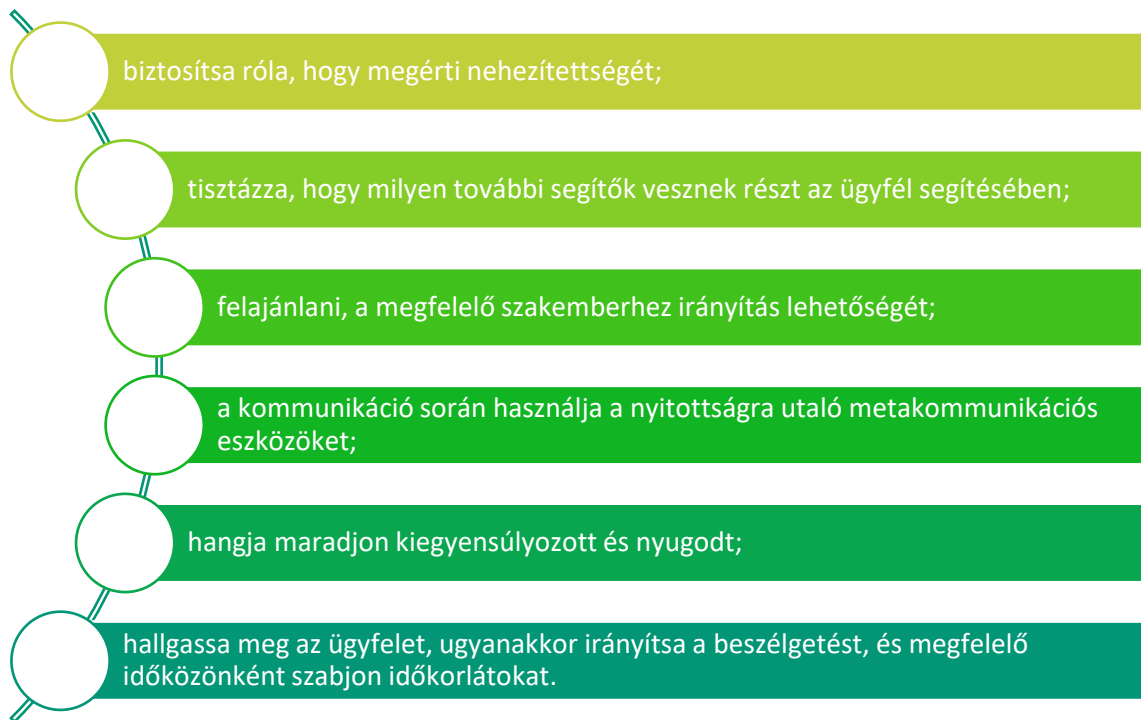 biztosítsa róla, hogy megérti nehezítettségét;
tisztázza, hogy milyen további segítők vesznek részt az ügyfél segítésében;
felajánlani, a megfelelő szakemberhez irányítás lehetőségét;
a kommunikáció során használja a nyitottságra utaló metakommunikációs
eszközöket;
hangja maradjon kiegyensúlyozott és nyugodt;
hallgassa meg az ügyfelet, ugyanakkor irányítsa a beszélgetést, és megfelelő
időközönként szabjon időkorlátokat.